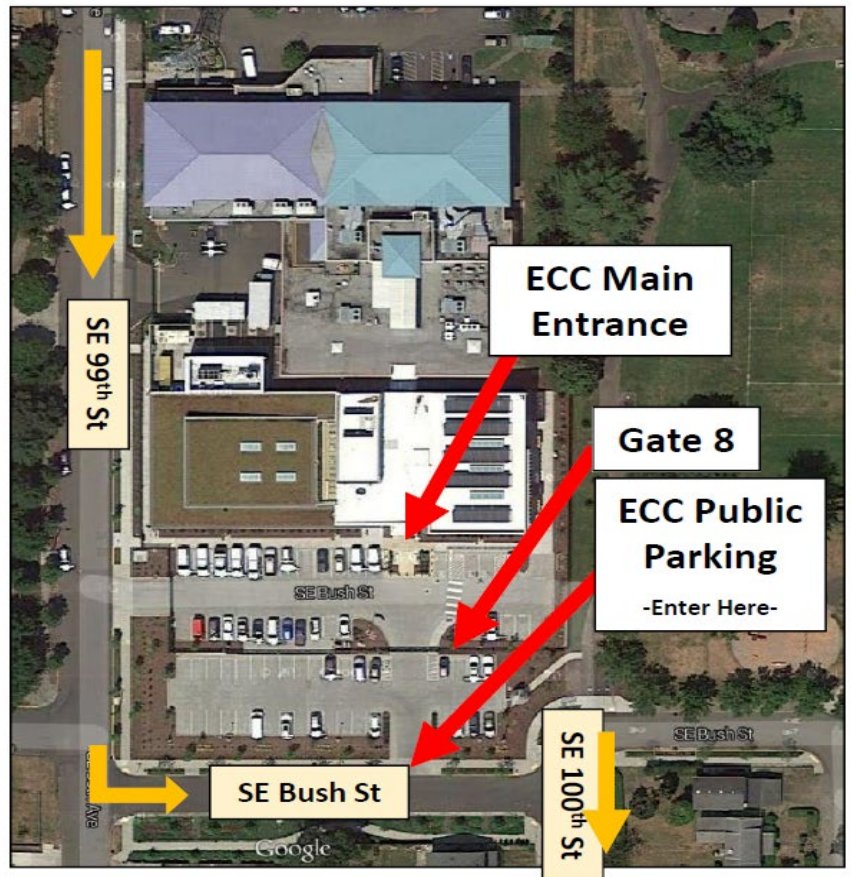 ECC Main
Entrance
SE 99th St
Gate 8
ECC Public
Parking
-Enter Here-
SE Bush St
SE Bush St
SE Bush St
SE 100th St
Ave
Google